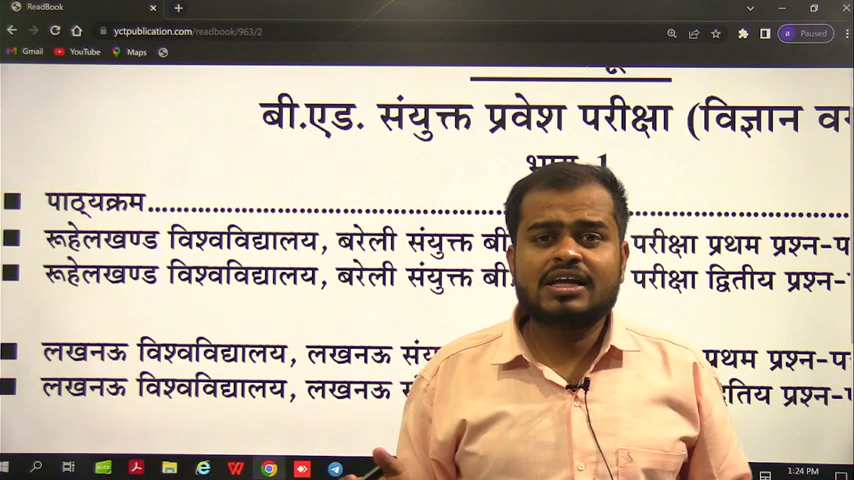 ReadBook
yctpublication.com/readbook/963/2
a Paused
Gmail YouTube Maps
बी.एड. संयुक्त प्रवेश परीक्षा (विज्ञान
भाग-1
पाठ्यक्रम
रूहेलखण्ड विश्वविद्यालय, बरेली संयुक्त परीक्षा प्रथम प्रश्न-
रूहेलखण्ड विश्वविद्यालय, बरेली संयुक्त परीक्षा द्वितीय प्रश्न-
लखनऊ विश्वविद्यालय, लखनऊ प्रथम प्रश्न-
लखनऊ विश्वविद्यालय, लखनऊ प्रश्न-
1:24 PM